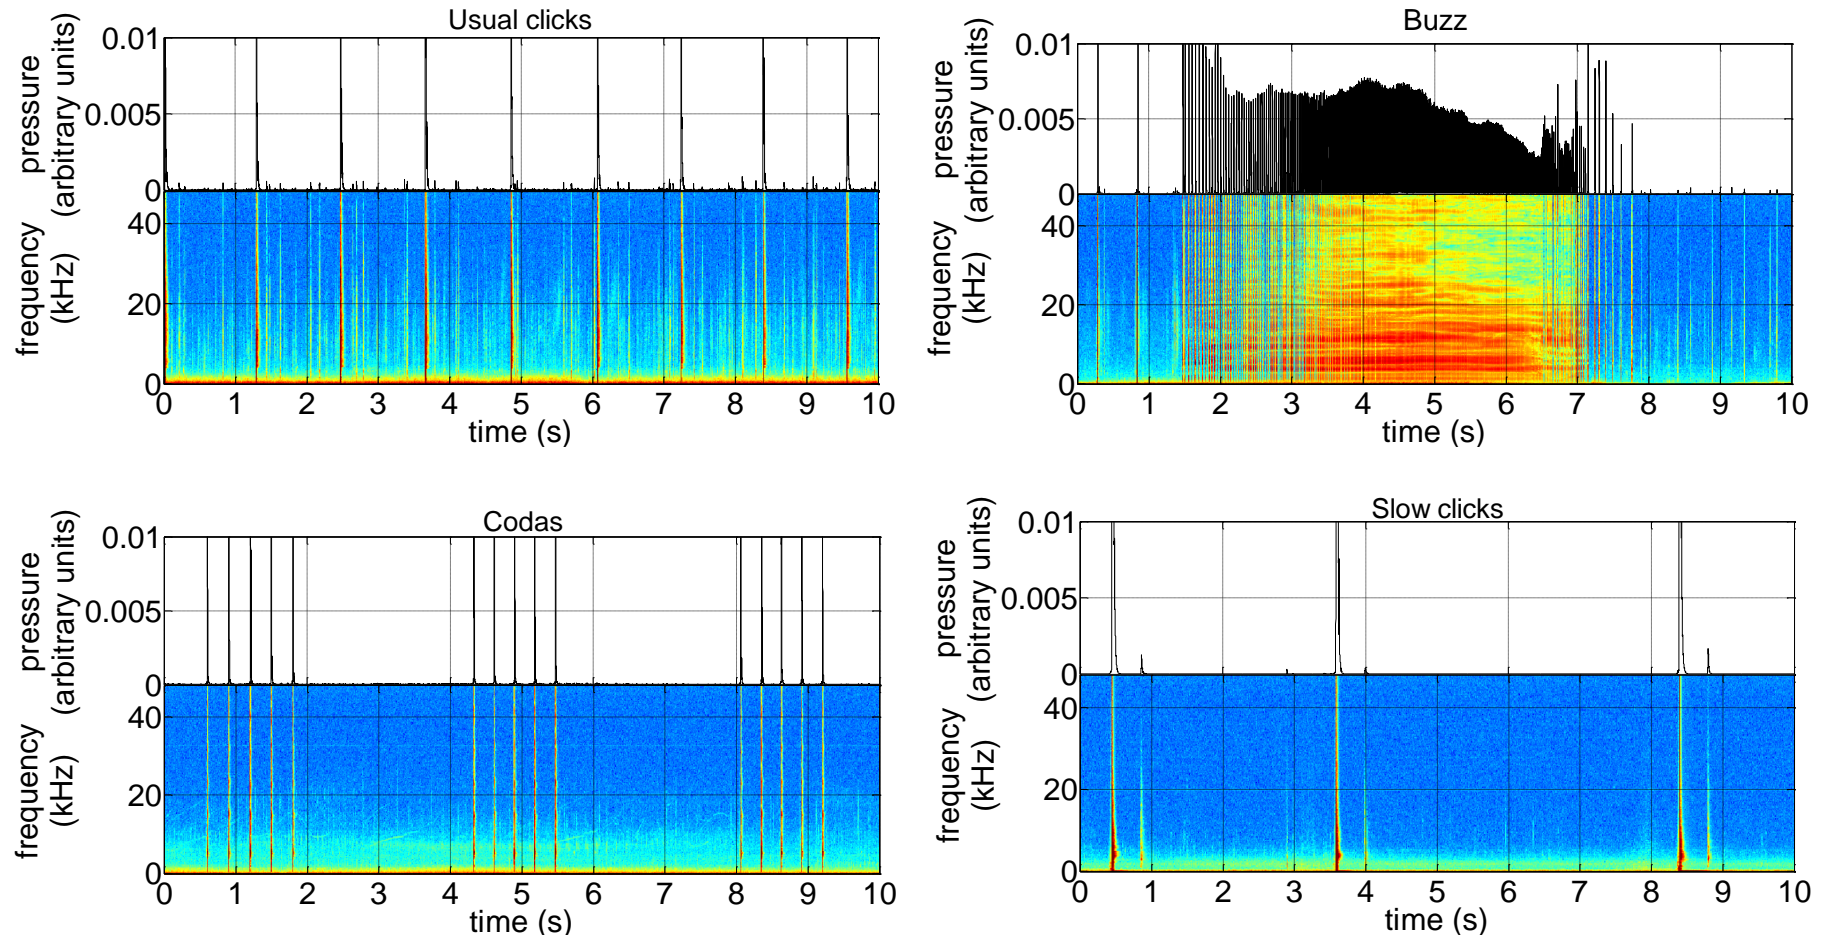 Usual clicks
pressure
(arbitrary units)
0.01
0.005
0
frequency
(kHz)
40
20
0
0 1 2 3 4 5 6 7 8 9 10
time (s)
Buzz
pressure
(arbitrary units)
0.01
0.005
0
frequency
(kHz)
40
20
0
0 1 2 3 4 5 6 7 8 9 10
time (s)
Codas
pressure
(arbitrary units)
0.01
0.005
0
frequency
(kHz)
40
20
0
0 1 2 3 4 5 6 7 8 9 10
time (s)
Slow clicks
pressure
(arbitrary units)
0.01
0.005
0
frequency
(kHz)
40
20
0
0 1 2 3 4 5 6 7 8 9 10
time (s)